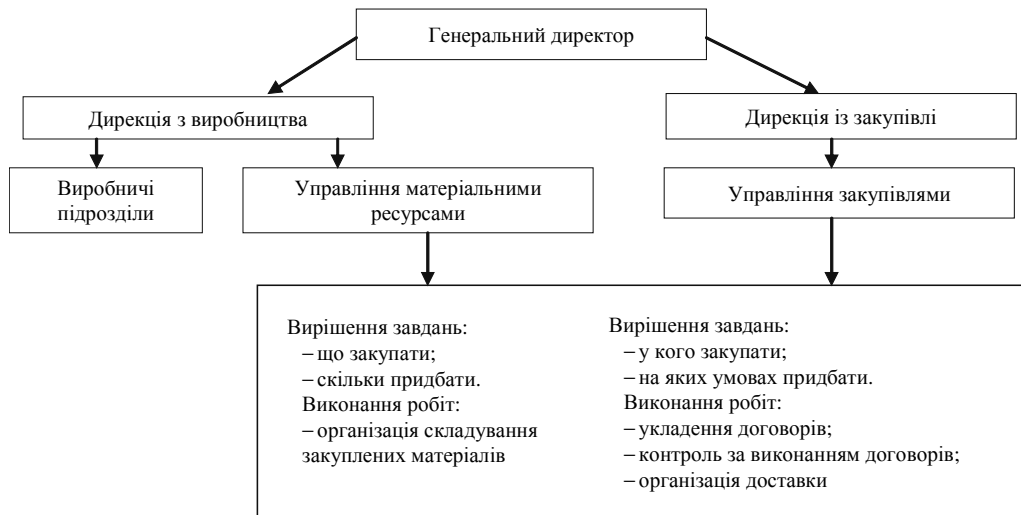 Генеральний директор
Дирекція з виробництва
Дирекція із закупівлі
Виробничі
підрозділи
Управління матеріальними
ресурсами
Управління закупівлями
Вирішення завдань:
– що закупати;
– скільки придбати.
Виконання робіт:
– організація складування
закуплених матеріалів
Вирішення завдань:
– у кого закупати;
– на яких умовах придбати.
Виконання робіт:
– укладення договорів;
– контроль за виконанням договорів;
– організація доставки